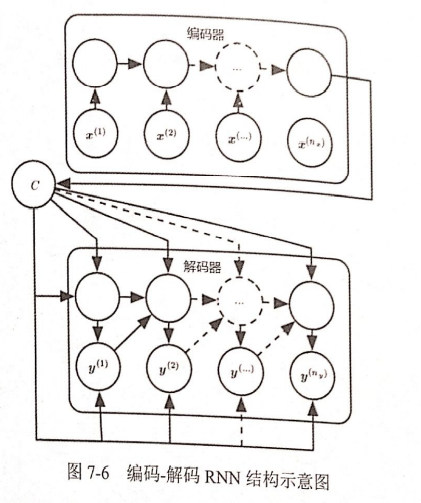 编码器
...
x^(1) x^(2) x^(...) x^(n_x)
C
解码器
...
y^(1) y^(2) y^(...) y^(n_y)
图 7-6 编码-解码 RNN 结构示意图